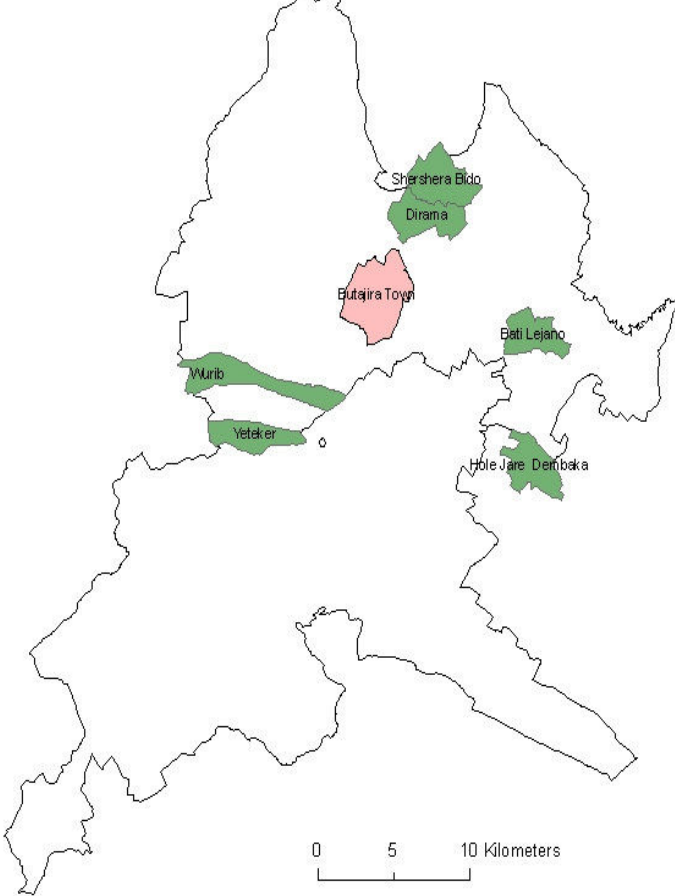 Shershera Bido
Dirama
Butajira Town
Bati Lejano
Wurib
Yeteker
Hole Jare Dembaka
0 5 10 Kilometers